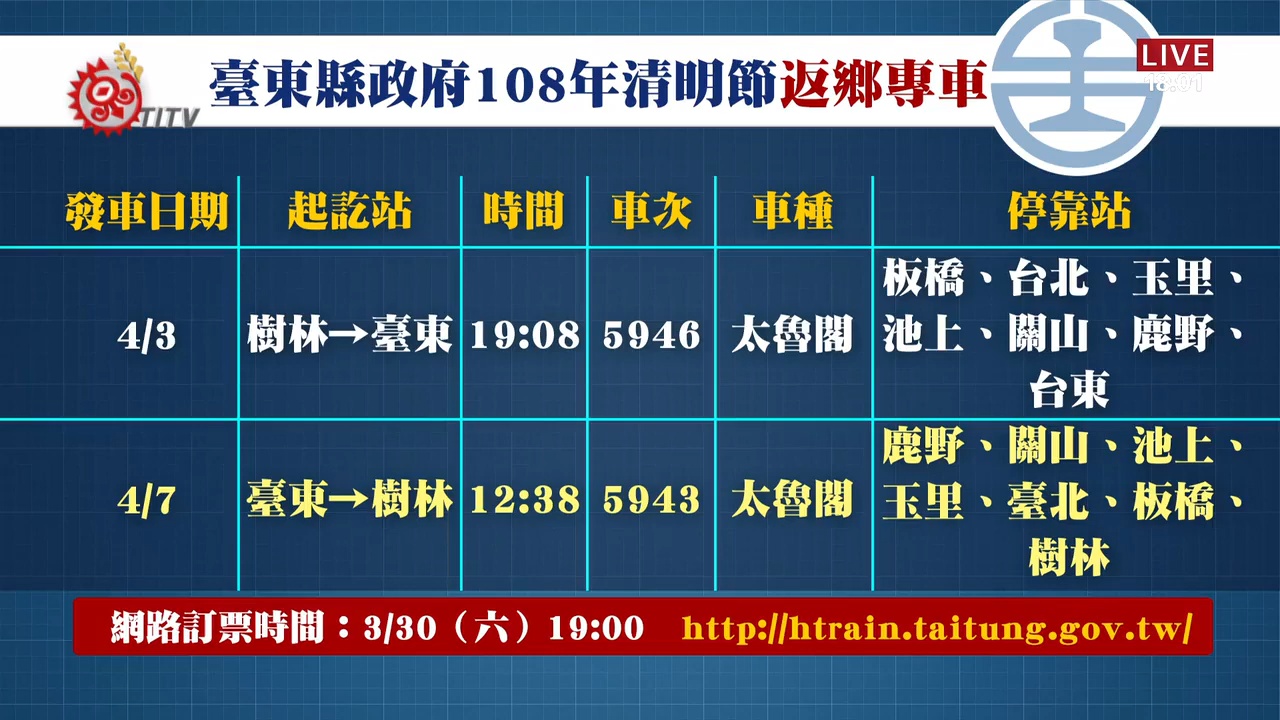 臺東縣政府108年清明節返鄉專車
LIVE
18:01
TITV
發車日期 起訖站 時間 車次 車種 停靠站
4/3 樹林→臺東 19:08 5946 太魯閣 板橋、台北、玉里、
池上、關山、鹿野、
台東
4/7 臺東→樹林 12:38 5943 太魯閣 鹿野、關山、池上、
玉里、臺北、板橋、
樹林
網路訂票時間：3/30（六）19:00 http://htrain.taitung.gov.tw/